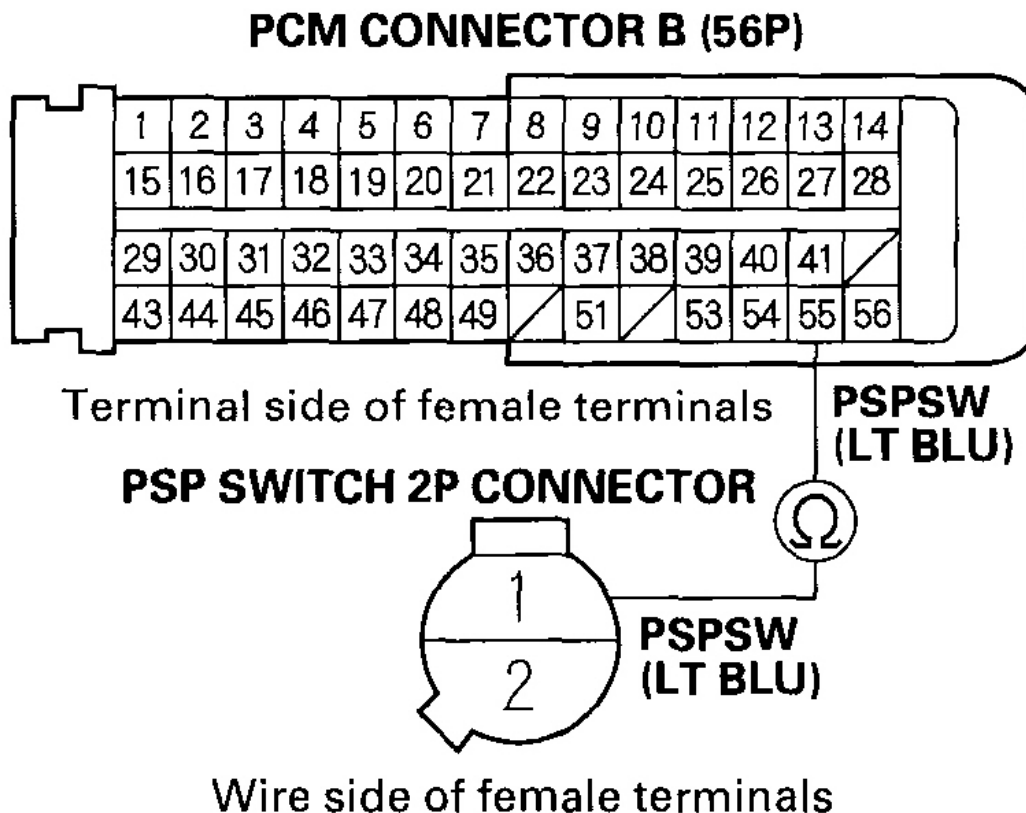 PCM CONNECTOR B (56P)
1 2 3 4 5 6 7 8 9 10 11 12 13 14
15 16 17 18 19 20 21 22 23 24 25 26 27 28
29 30 31 32 33 34 35 36 37 38 39 40 41
43 44 45 46 47 48 49 51 53 54 55 56
Terminal side of female terminals
PSPSW
(LT BLU)
PSP SWITCH 2P CONNECTOR
Ω
1
2
PSPSW
(LT BLU)
Wire side of female terminals